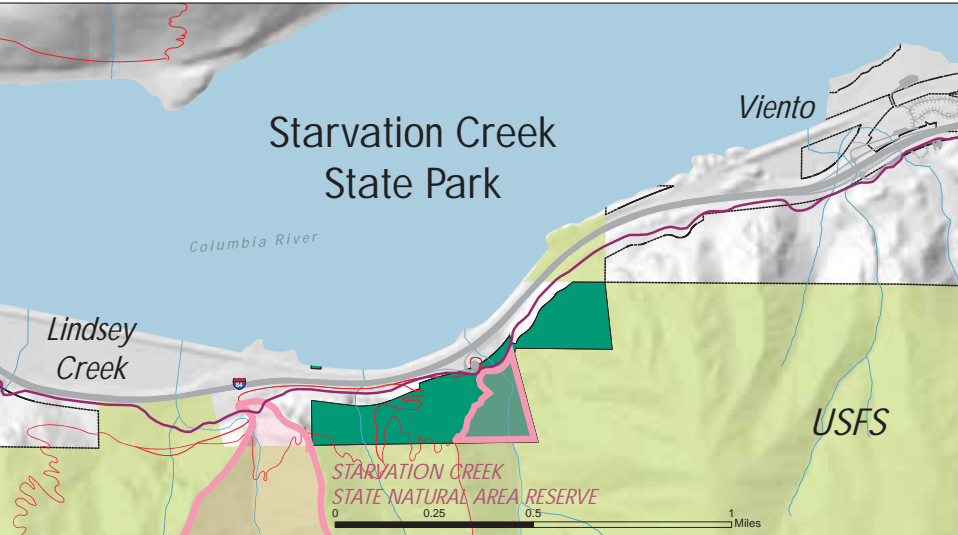 Viento
Starvation Creek
State Park
Columbia River
Lindsey
Creek
84
USFS
STARVATION CREEK
STATE NATURAL AREA RESERVE
0 0.25 0.5 1
Miles